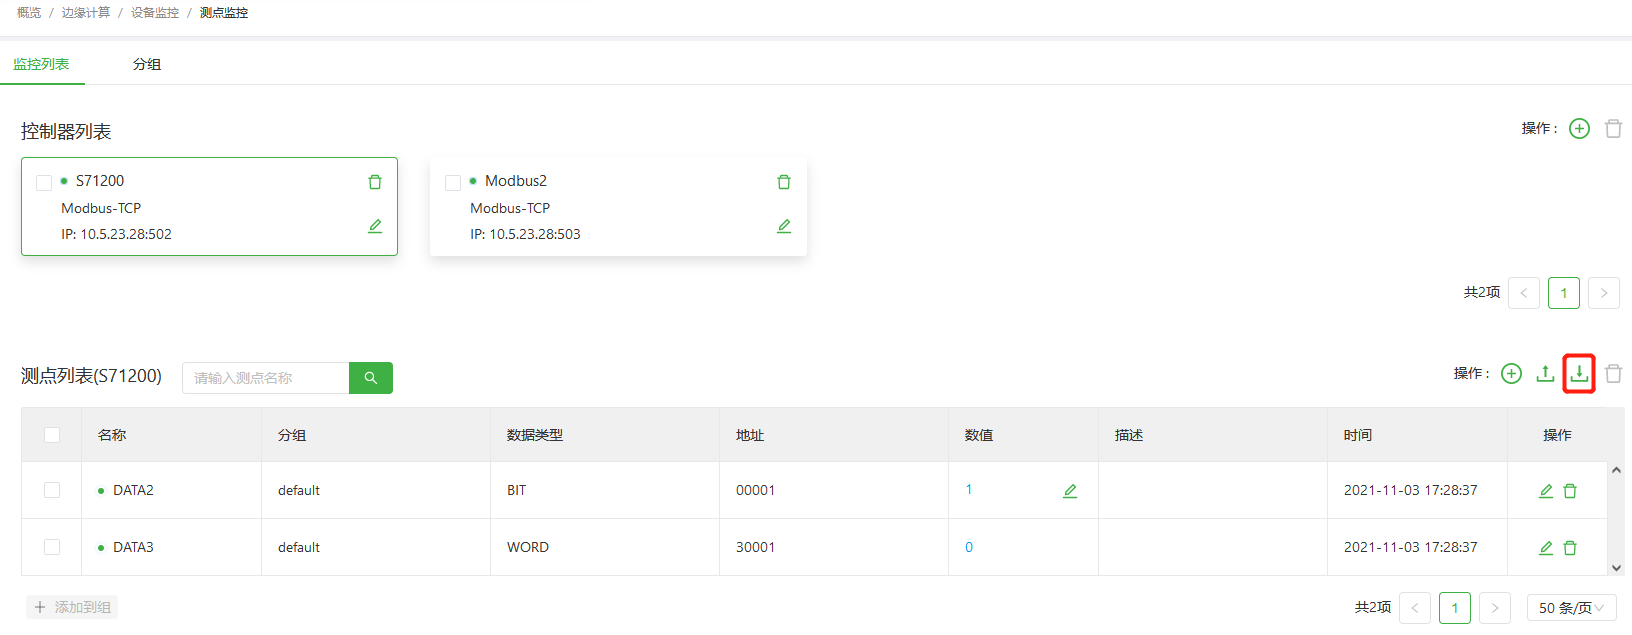 概览 / 边缘计算 / 设备监控 / 测点监控
监控列表 分组
控制器列表 操作：
S71200
Modbus-TCP
IP: 10.5.23.28:502
Modbus2
Modbus-TCP
IP: 10.5.23.28:503
共2项 < 1 >
测点列表(S71200) 请输入测点名称 操作：
名称 分组 数据类型 地址 数值 描述 时间 操作
DATA2 default BIT 00001 1 2021-11-03 17:28:37
DATA3 default WORD 30001 0 2021-11-03 17:28:37
+ 添加到组 共2项 < 1 > 50 条/页